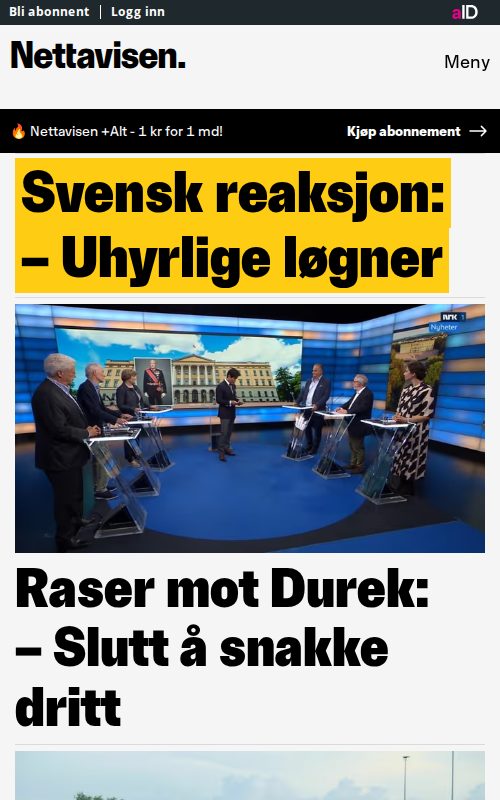 Bli abonnent
Logg inn
aID
Nettavisen.
Meny
🔥 Nettavisen +Alt - 1 kr for 1 md!
Kjøp abonnement →
Svensk reaksjon:
– Uhyrlige løgner
NRK 1
Nyheter
Raser mot Durek:
– Slutt å snakke
dritt